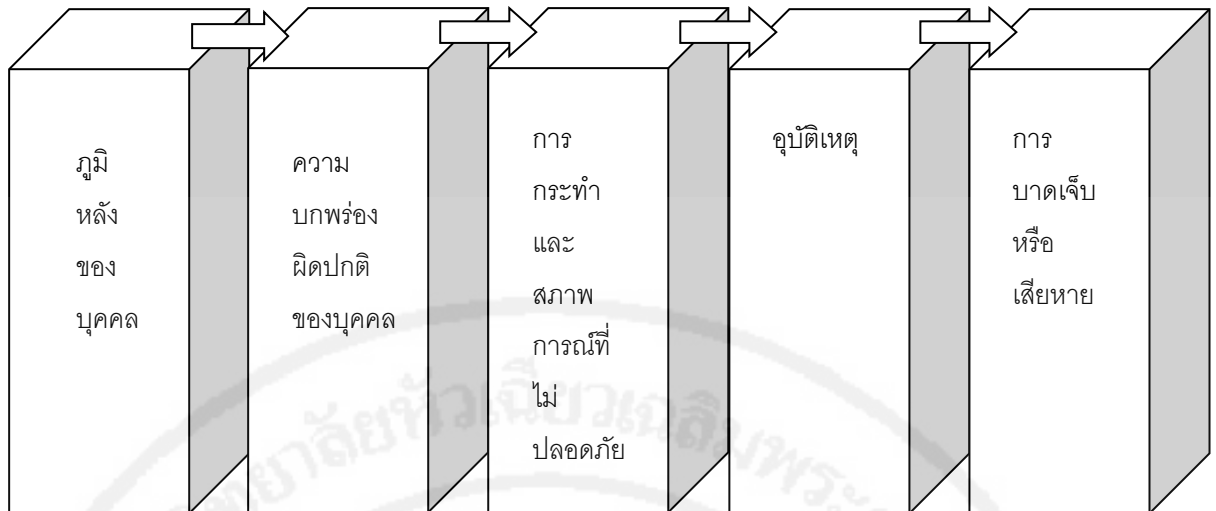 ภูมิ
หลัง
ของ
บุคคล
ความ
บกพร่อง
ผิดปกติ
ของบุคคล
การ
กระทำ
และ
สภาพ
การณ์ที่
ไม่
ปลอดภัย
อุบัติเหตุ
การ
บาดเจ็บ
หรือ
เสียหาย